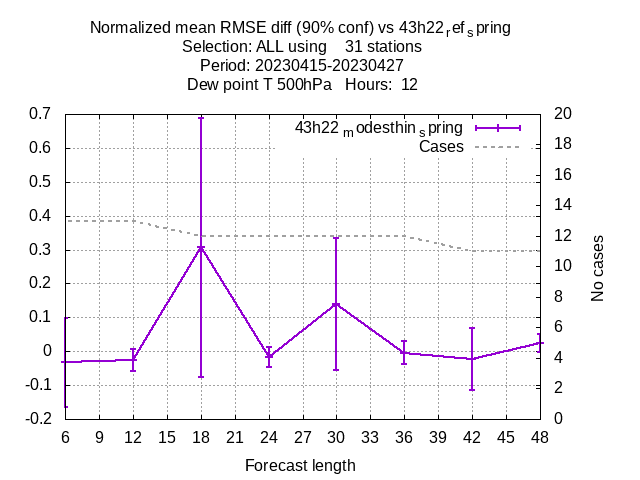 Normalized mean RMSE diff (90% conf) vs 43h22refspring
Selection: ALL using 31 stations
Period: 20230415-20230427
Dew point T 500hPa Hours: 12
43h22modesthinspring
Cases
0.7
0.6
0.5
0.4
0.3
0.2
0.1
0
-0.1
-0.2
20
18
16
14
12
10
8
6
4
2
0
No cases
6 9 12 15 18 21 24 27 30 33 36 39 42 45 48
Forecast length